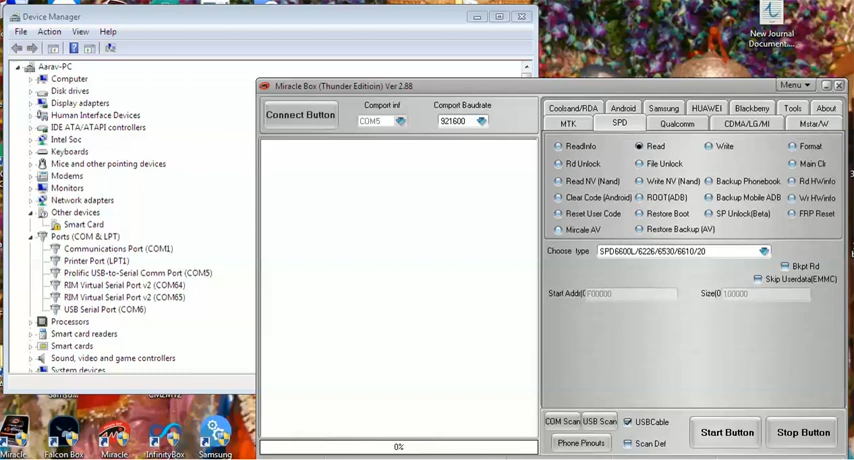 Device Manager
File Action View Help
Aarav-PC
Computer
Disk drives
Display adapters
Human Interface Devices
IDE ATA/ATAPI controllers
Intel Soc
Keyboards
Mice and other pointing devices
Modems
Monitors
Network adapters
Other devices
Smart Card
Ports (COM & LPT)
Communications Port (COM1)
Printer Port (LPT1)
Prolific USB-to-Serial Comm Port (COM5)
RIM Virtual Serial Port v2 (COM64)
RIM Virtual Serial Port v2 (COM65)
USB Serial Port (COM6)
Processors
Smart card readers
Smart cards
Sound, video and game controllers
System devices
New Journal
Document....
Miracle Box (Thunder Editioin) Ver 2.88
Menu
Connect Button
Comport inf
COM5
Comport Baudrate
921600
0%
Coolsand/RDA Android Samsung HUAWEI Blackberry Tools About
MTK SPD Qualcomm CDMA/LG/MI Mstar/W
ReadInfo Read Write Format
Rd Unlock File Unlock Main Clr
Read NV (Nand) Write NV (Nand) Backup Phonebook Rd HWinfo
Clear Code (Android) ROOT(ADB) Backup Mobile ADB Wr HWinfo
Reset User Code Restore Boot SP Unlock(Beta) FRP Reset
Mircale AV Restore Backup (AV)
Choose type SPD6600L/6226/6530/6610/20
Bkpt Rd
Skip Userdata(EMMC)
Start Addr(0 F00000 Size(0 100000
COM Scan USB Scan USBCable
Phone Pinouts Scan Def
Start Button Stop Button
Miracle
Falcon Box
Miracle
InfinityBox
Samsung